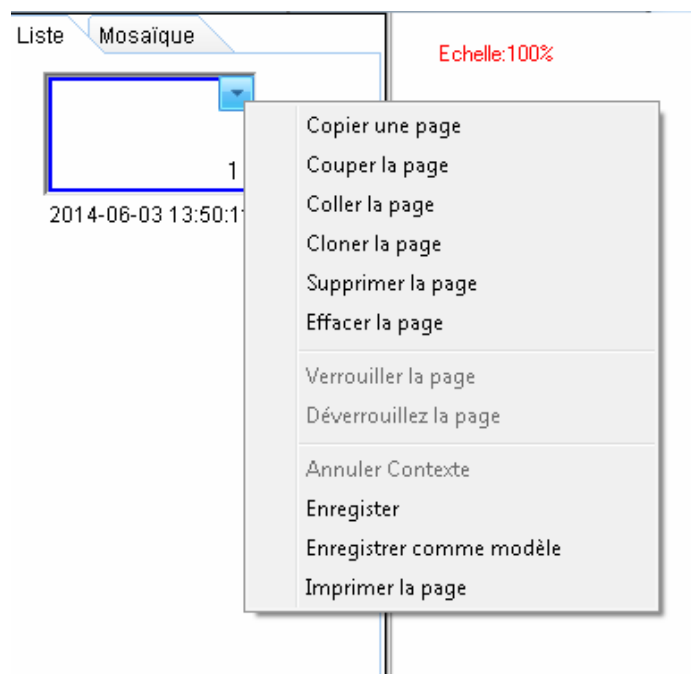 Liste Mosaïque
Echelle:100%
1
2014-06-03 13:50:1
Copier une page
Couper la page
Coller la page
Cloner la page
Supprimer la page
Effacer la page
Verrouiller la page
Déverrouillez la page
Annuler Contexte
Enregister
Enregistrer comme modèle
Imprimer la page